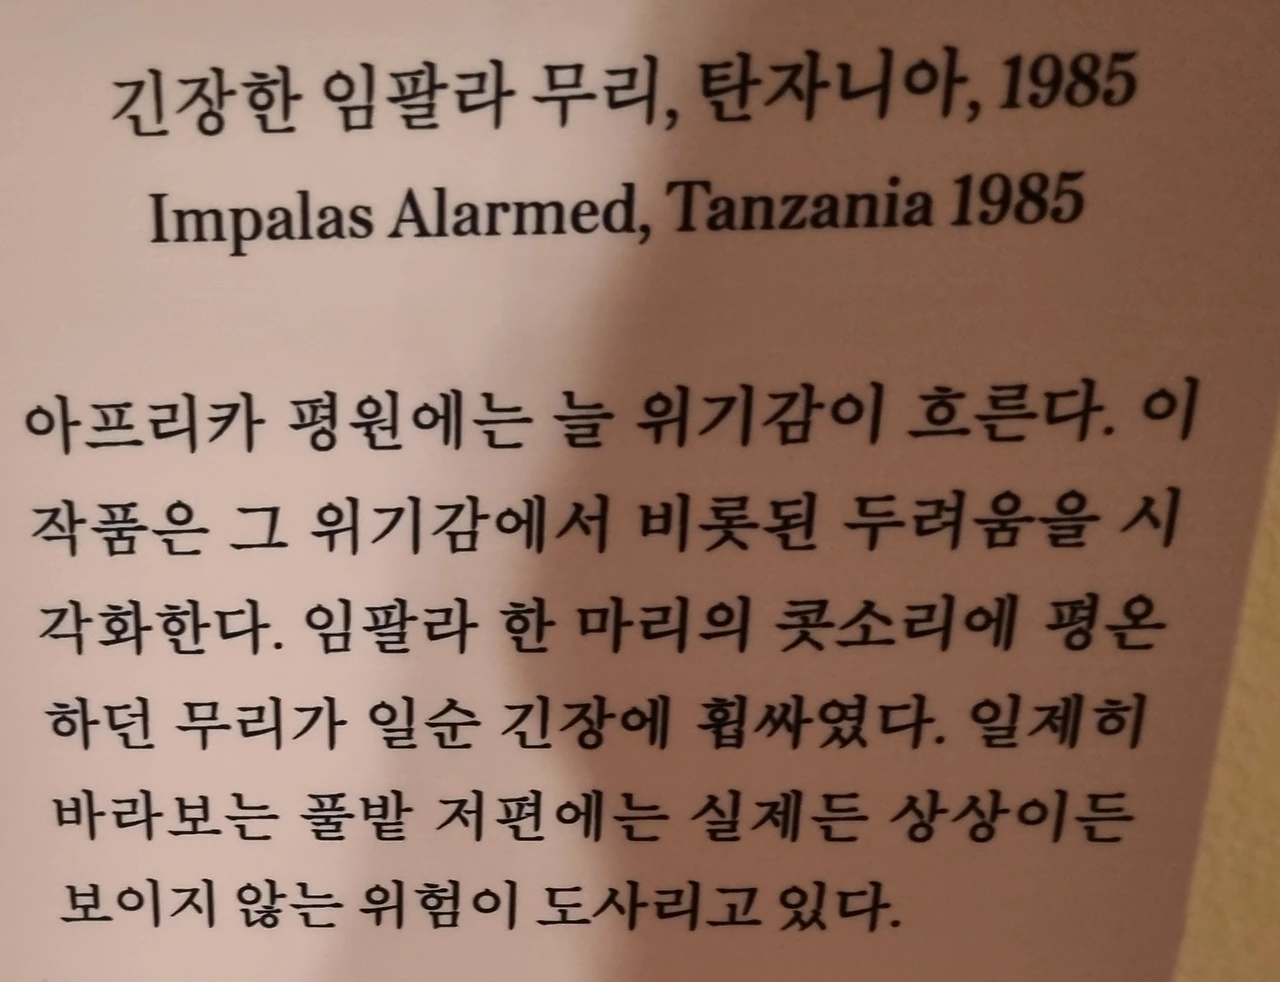 긴장한 임팔라 무리, 탄자니아, 1985
Impalas Alarmed, Tanzania 1985
아프리카 평원에는 늘 위기감이 흐른다. 이
작품은 그 위기감에서 비롯된 두려움을 시
각화한다. 임팔라 한 마리의 콧소리에 평온
하던 무리가 일순 긴장에 휩싸였다. 일제히
바라보는 풀밭 저편에는 실제든 상상이든
보이지 않는 위험이 도사리고 있다.